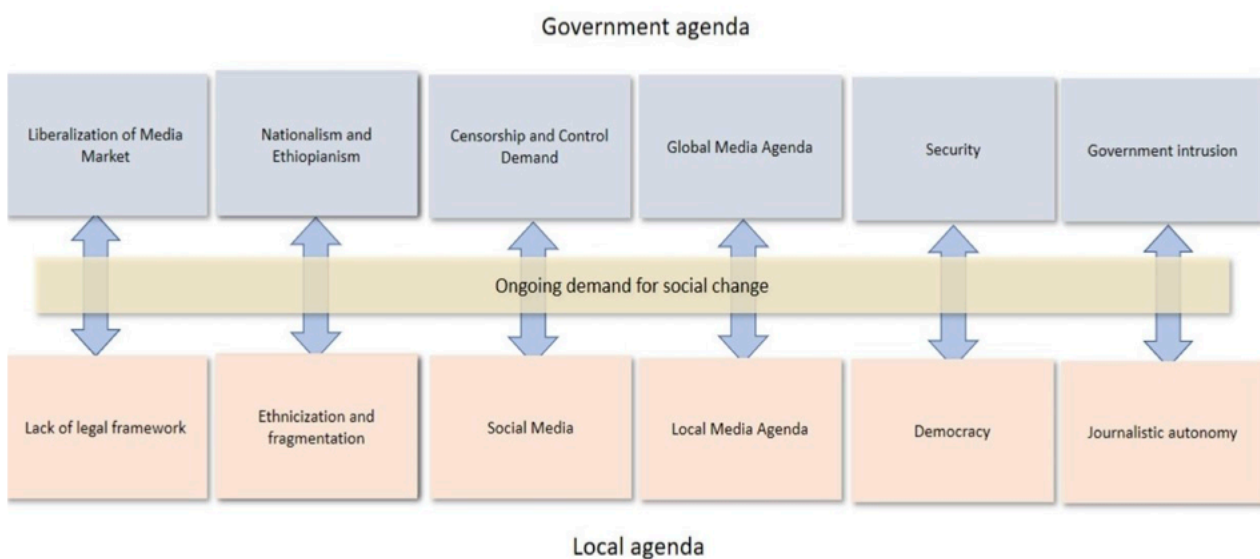 Government agenda
Liberalization of Media
Market
Nationalism and
Ethiopianism
Censorship and Control
Demand
Global Media Agenda
Security
Government intrusion
Ongoing demand for social change
Lack of legal framework
Ethnicization and
fragmentation
Social Media
Local Media Agenda
Democracy
Journalistic autonomy
Local agenda